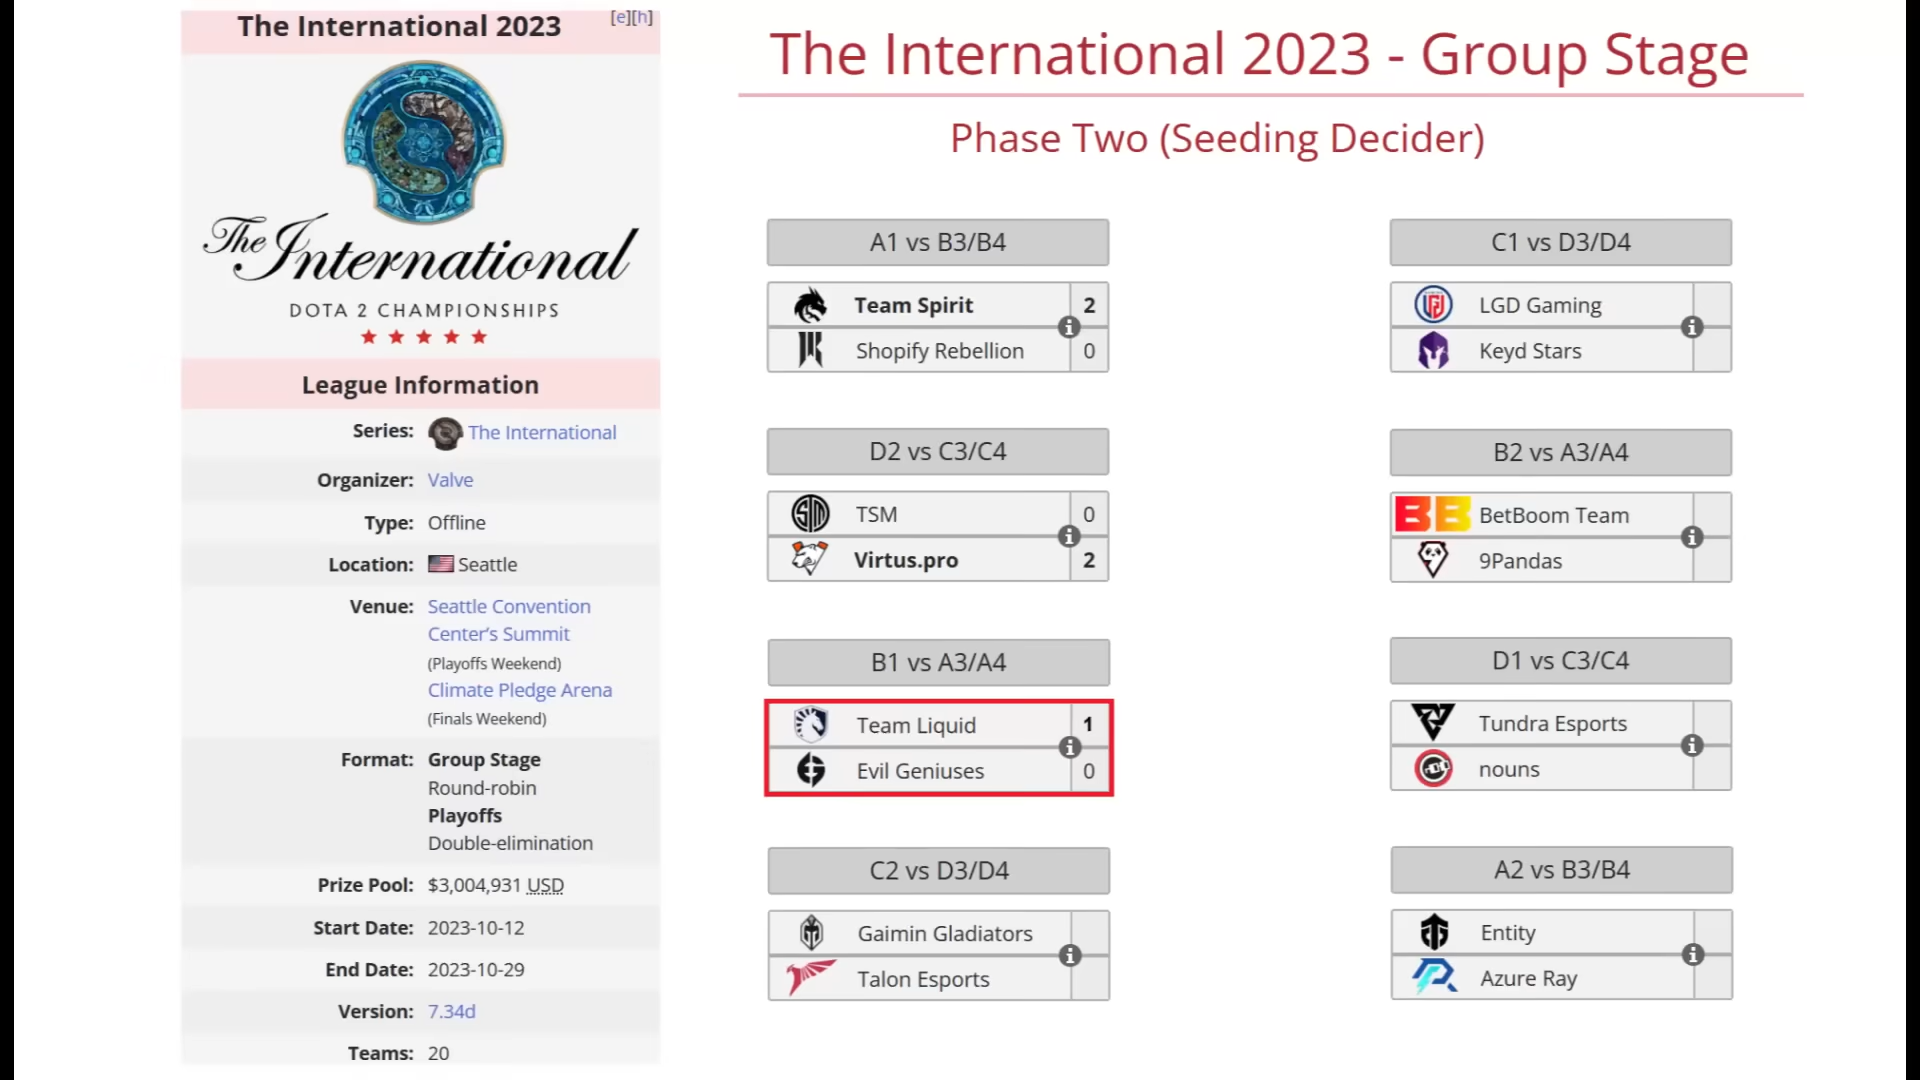 The International 2023
[e][h]
The International
DOTA 2 CHAMPIONSHIPS
League Information
Series: The International
Organizer: Valve
Type: Offline
Location: Seattle
Venue: Seattle Convention
Center's Summit
(Playoffs Weekend)
Climate Pledge Arena
(Finals Weekend)
Format: Group Stage
Round-robin
Playoffs
Double-elimination
Prize Pool: $3,004,931 USD
Start Date: 2023-10-12
End Date: 2023-10-29
Version: 7.34d
Teams: 20
The International 2023 - Group Stage
Phase Two (Seeding Decider)
A1 vs B3/B4
Team Spirit 2
Shopify Rebellion 0
D2 vs C3/C4
TSM 0
Virtus.pro 2
B1 vs A3/A4
Team Liquid 1
Evil Geniuses 0
C2 vs D3/D4
Gaimin Gladiators
Talon Esports
C1 vs D3/D4
LGD Gaming
Keyd Stars
B2 vs A3/A4
BB BetBoom Team
9Pandas
D1 vs C3/C4
Tundra Esports
nouns
A2 vs B3/B4
Entity
Azure Ray